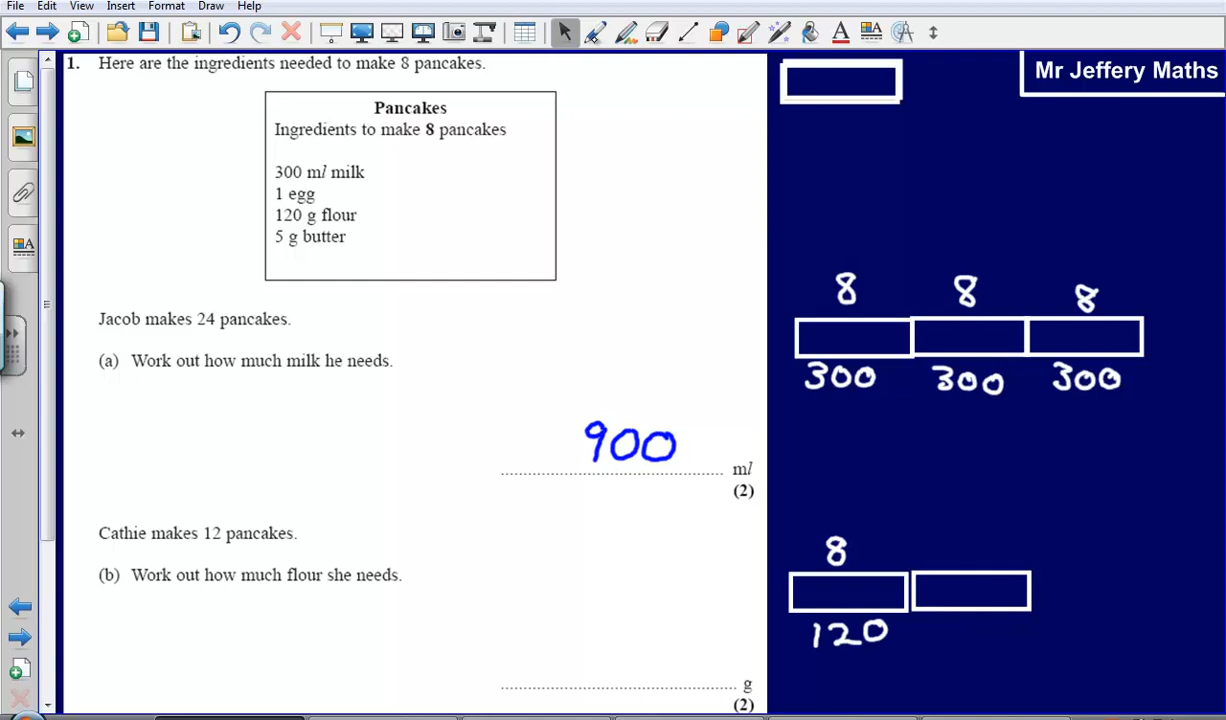 File Edit View Insert Format Draw Help
1. Here are the ingredients needed to make 8 pancakes.
Mr Jeffery Maths
Pancakes
Ingredients to make 8 pancakes
300 ml milk
1 egg
120 g flour
5 g butter
8 8 8
300 300 300
Jacob makes 24 pancakes.
(a) Work out how much milk he needs.
900
ml
(2)
Cathie makes 12 pancakes.
(b) Work out how much flour she needs.
8
120
g
(2)